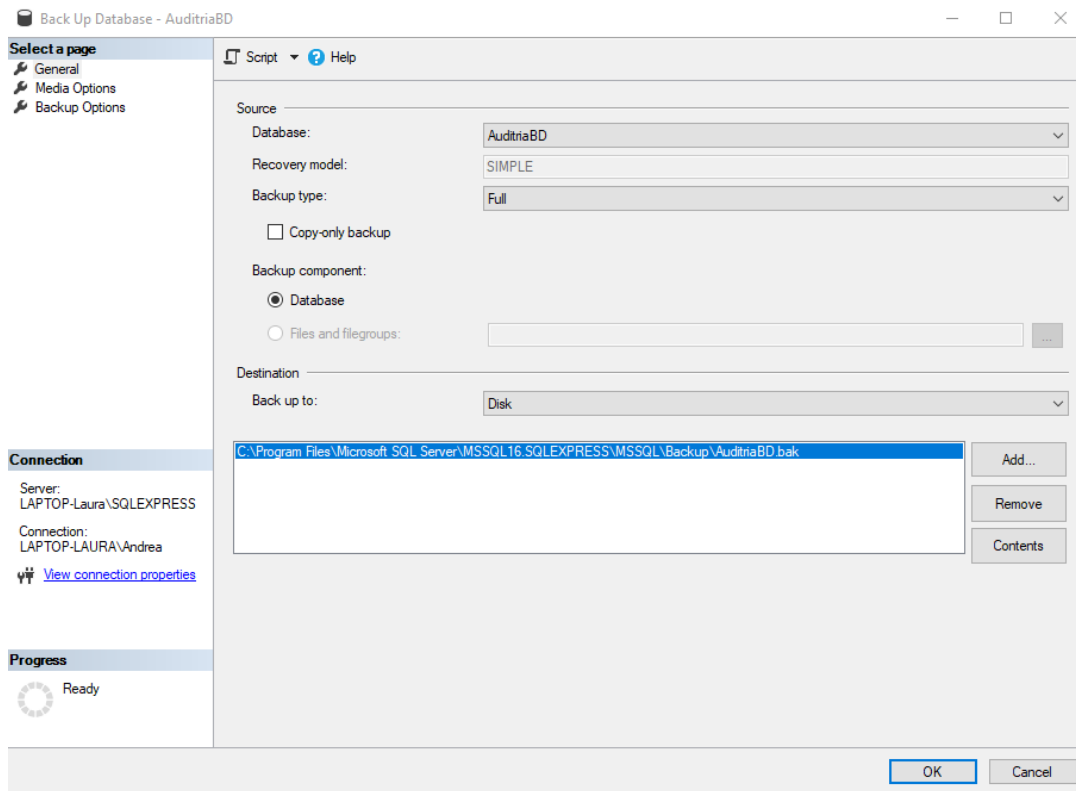 Back Up Database - AuditriaBD
Select a page
General
Media Options
Backup Options
Script
Help
Source
Database:
AuditriaBD
Recovery model:
SIMPLE
Backup type:
Full
Copy-only backup
Backup component:
Database
Files and filegroups:
...
Destination
Back up to:
Disk
C:\Program Files\Microsoft SQL Server\MSSQL16.SQLEXPRESS\MSSQL\Backup\AuditriaBD.bak
Add...
Remove
Contents
Connection
Server:
LAPTOP-Laura\SQLEXPRESS
Connection:
LAPTOP-LAURA\Andrea
View connection properties
Progress
Ready
OK
Cancel